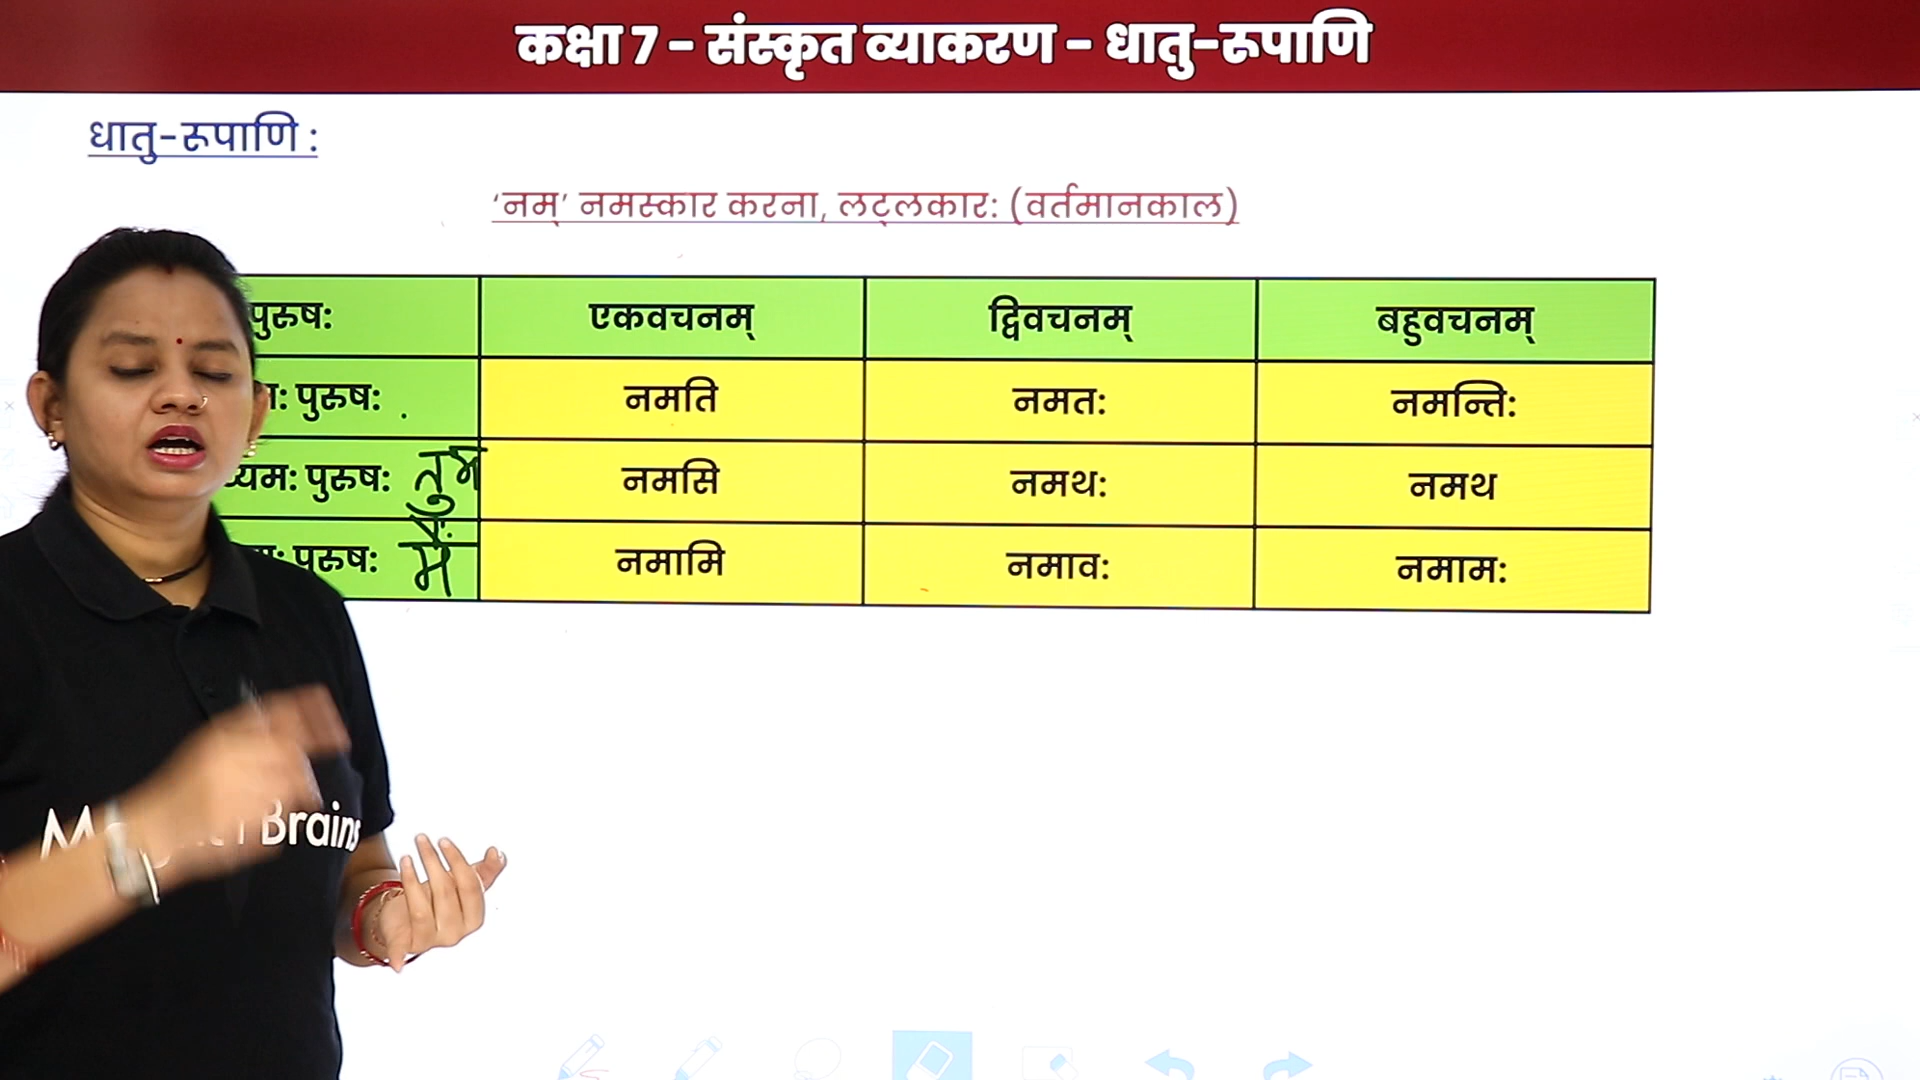 कक्षा 7 - संस्कृत व्याकरण - धातु-रूपाणि
धातु-रूपाणि :
‘नम्’ नमस्कार करना, लट्लकार: (वर्तमानकाल)
पुरुष: एकवचनम् द्विवचनम् बहुवचनम्
पुरुष: नमति नमत: नमन्ति:
पुरुष: तुम नमसि नमथ: नमथ
पुरुष: मैं नमामि नमाव: नमाम:
Brains